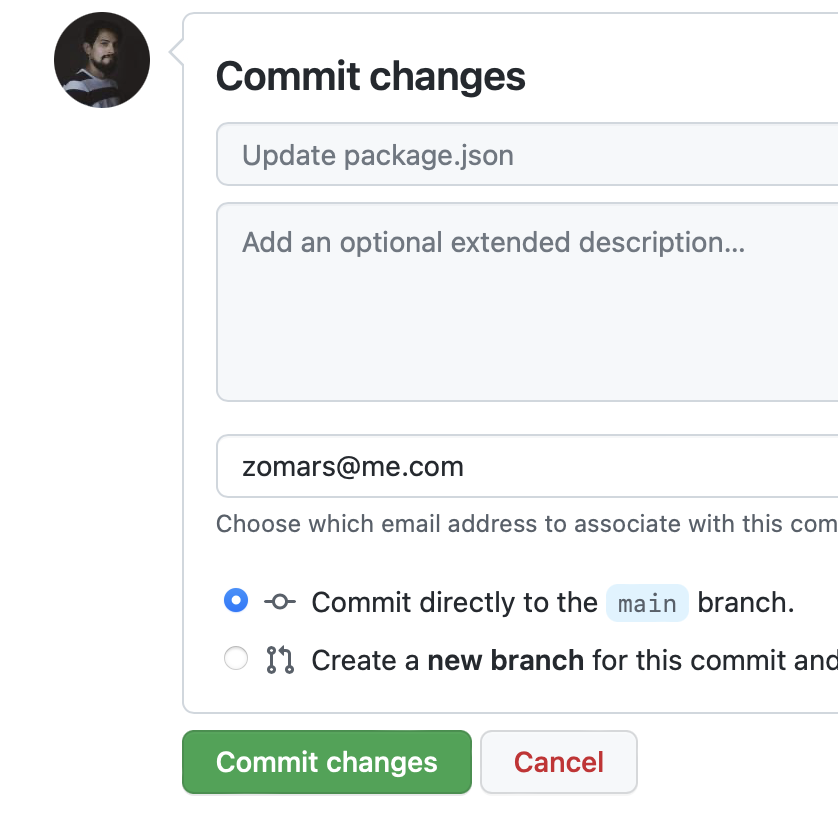 Commit changes
Update package.json
Add an optional extended description...
zomars@me.com
Choose which email address to associate with this com
Commit directly to the main branch.
Create a new branch for this commit and
Commit changes Cancel